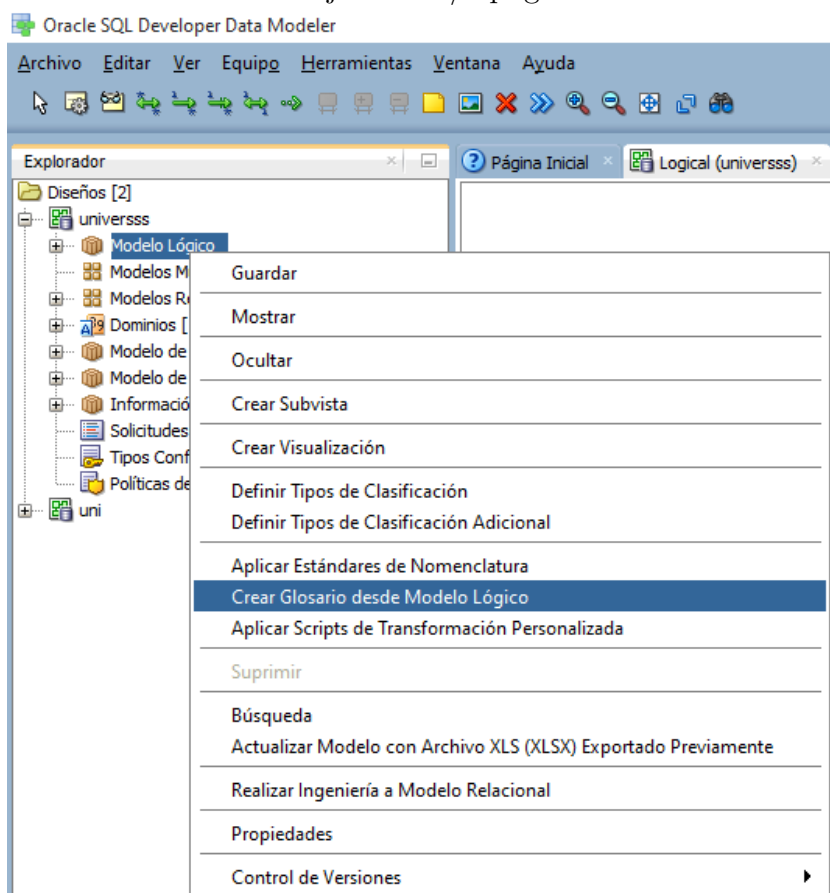 Oracle SQL Developer Data Modeler
Archivo Editar Ver Equipo Herramientas Ventana Ayuda
Explorador
Página Inicial
Logical (universss)
Diseños [2]
universss
Modelo Lógico
Modelos M
Modelos Re
Dominios [
Modelo de
Modelo de
Informació
Solicitudes
Tipos Conf
Políticas de
uni
Guardar
Mostrar
Ocultar
Crear Subvista
Crear Visualización
Definir Tipos de Clasificación
Definir Tipos de Clasificación Adicional
Aplicar Estándares de Nomenclatura
Crear Glosario desde Modelo Lógico
Aplicar Scripts de Transformación Personalizada
Suprimir
Búsqueda
Actualizar Modelo con Archivo XLS (XLSX) Exportado Previamente
Realizar Ingeniería a Modelo Relacional
Propiedades
Control de Versiones